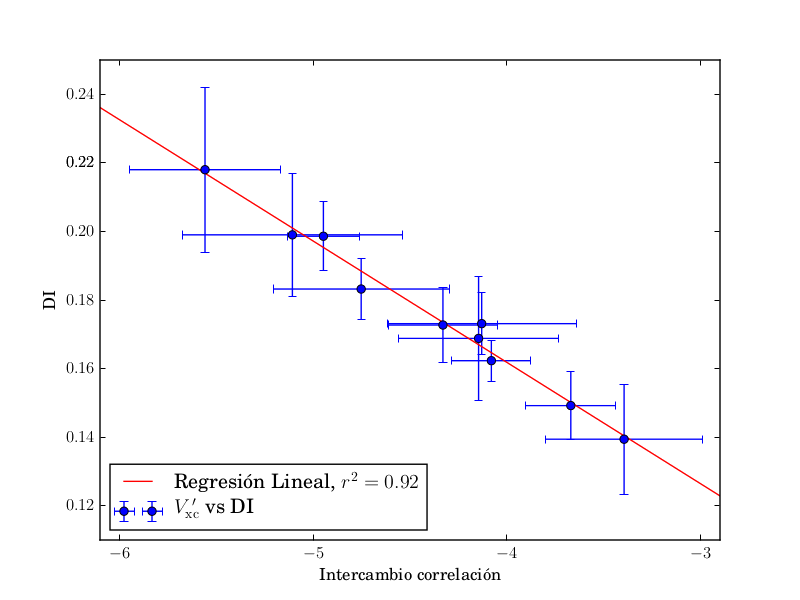 0.24
0.22
0.20
0.18
0.16
0.14
0.12
DI
Regresión Lineal, r² = 0.92
V′xc vs DI
−6 −5 −4 −3
Intercambio correlación